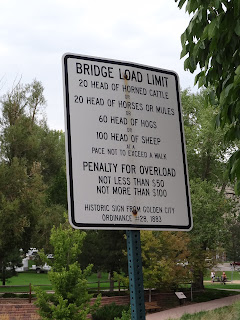 BRIDGE LOAD LIMIT
20 HEAD OF HORNED CATTLE
OR
20 HEAD OF HORSES OR MULES
OR
60 HEAD OF HOGS
OR
100 HEAD OF SHEEP
AT A
PACE NOT TO EXCEED A WALK
PENALTY FOR OVERLOAD
NOT LESS THAN $50
NOT MORE THAN $100
HISTORIC SIGN FROM GOLDEN CITY
ORDINANCE #28, 1883